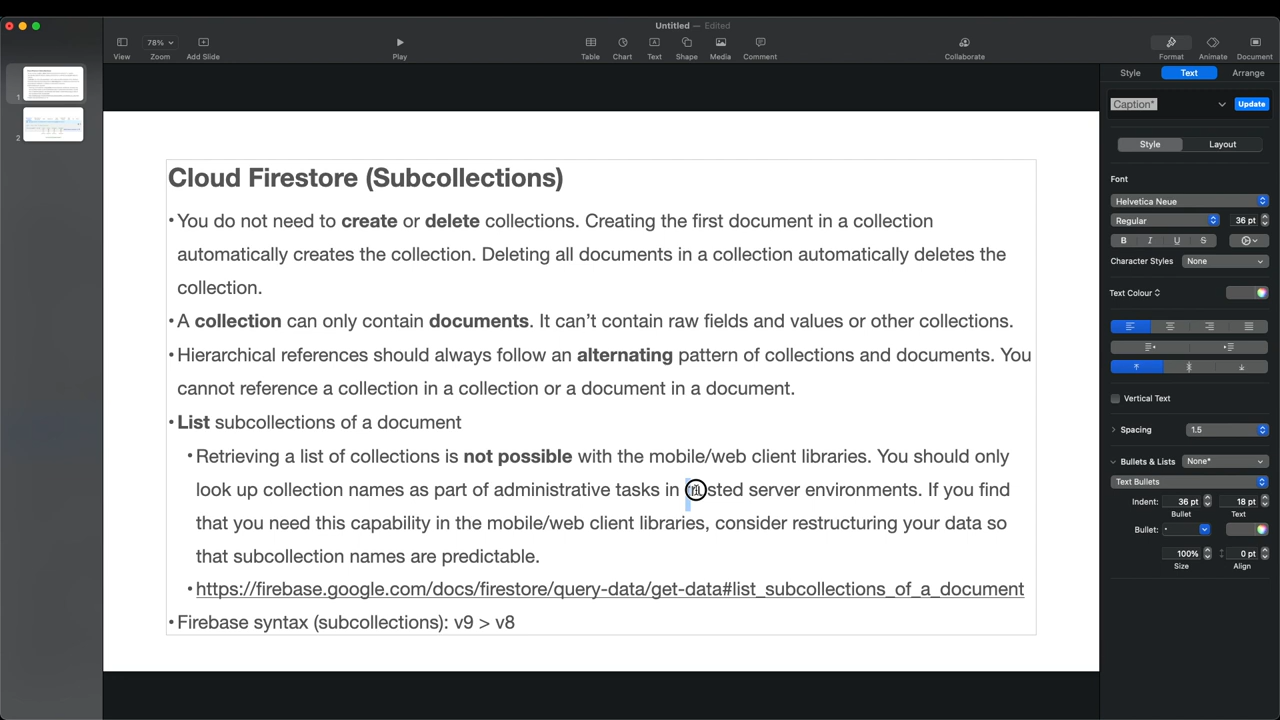 Untitled — Edited
78%
View Zoom Add Slide Play Table Chart Text Shape Media Comment Collaborate Format Animate Document
1
2
Cloud Firestore (Subcollections)
• You do not need to create or delete collections. Creating the first document in a collection
automatically creates the collection. Deleting all documents in a collection automatically deletes the
collection.
• A collection can only contain documents. It can't contain raw fields and values or other collections.
• Hierarchical references should always follow an alternating pattern of collections and documents. You
cannot reference a collection in a collection or a document in a document.
• List subcollections of a document
• Retrieving a list of collections is not possible with the mobile/web client libraries. You should only
look up collection names as part of administrative tasks in trusted server environments. If you find
that you need this capability in the mobile/web client libraries, consider restructuring your data so
that subcollection names are predictable.
• https://firebase.google.com/docs/firestore/query-data/get-data#list_subcollections_of_a_document
• Firebase syntax (subcollections): v9 > v8
Style Text Arrange
Caption* Update
Style Layout
Font
Helvetica Neue
Regular 36 pt
B I U S
Character Styles None
Text Colour
Vertical Text
Spacing 1.5
Bullets & Lists None*
Text Bullets
Indent: 36 pt 18 pt
Bullet Text
Bullet: •
100% 0 pt
Size Align